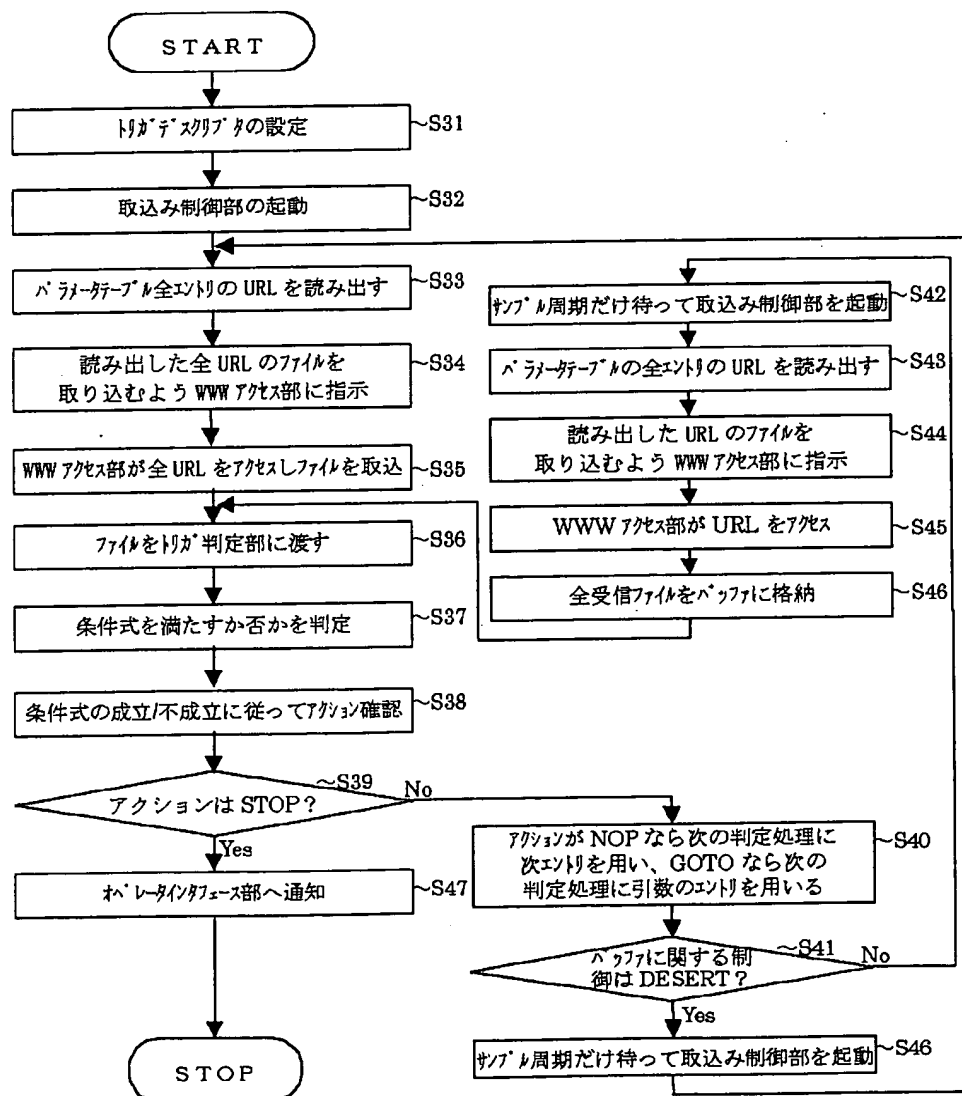 START
トリガデスクリプタの設定 ～S31
取込み制御部の起動 ～S32
パラメータテーブル全エントリの URL を読み出す ～S33
読み出した全 URL のファイルを
取り込むよう WWW アクセス部に指示 ～S34
WWW アクセス部が全 URL をアクセスしファイルを取込 ～S35
ファイルをトリガ判定部に渡す ～S36
条件式を満たすか否かを判定 ～S37
条件式の成立/不成立に従ってアクション確認 ～S38
～S39
アクションは STOP？
No
Yes
オペレータインタフェース部へ通知 ～S47
STOP
サンプル周期だけ待って取込み制御部を起動 ～S42
パラメータテーブルの全エントリの URL を読み出す ～S43
読み出した URL のファイルを
取り込むよう WWW アクセス部に指示 ～S44
WWW アクセス部が URL をアクセス ～S45
全受信ファイルをバッファに格納 ～S46
アクションが NOP なら次の判定処理に
次エントリを用い、GOTO なら次の
判定処理に引数のエントリを用いる ～S40
～S41
バッファに関する制
御は DESERT？
No
Yes
サンプル周期だけ待って取込み制御部を起動 ～S46